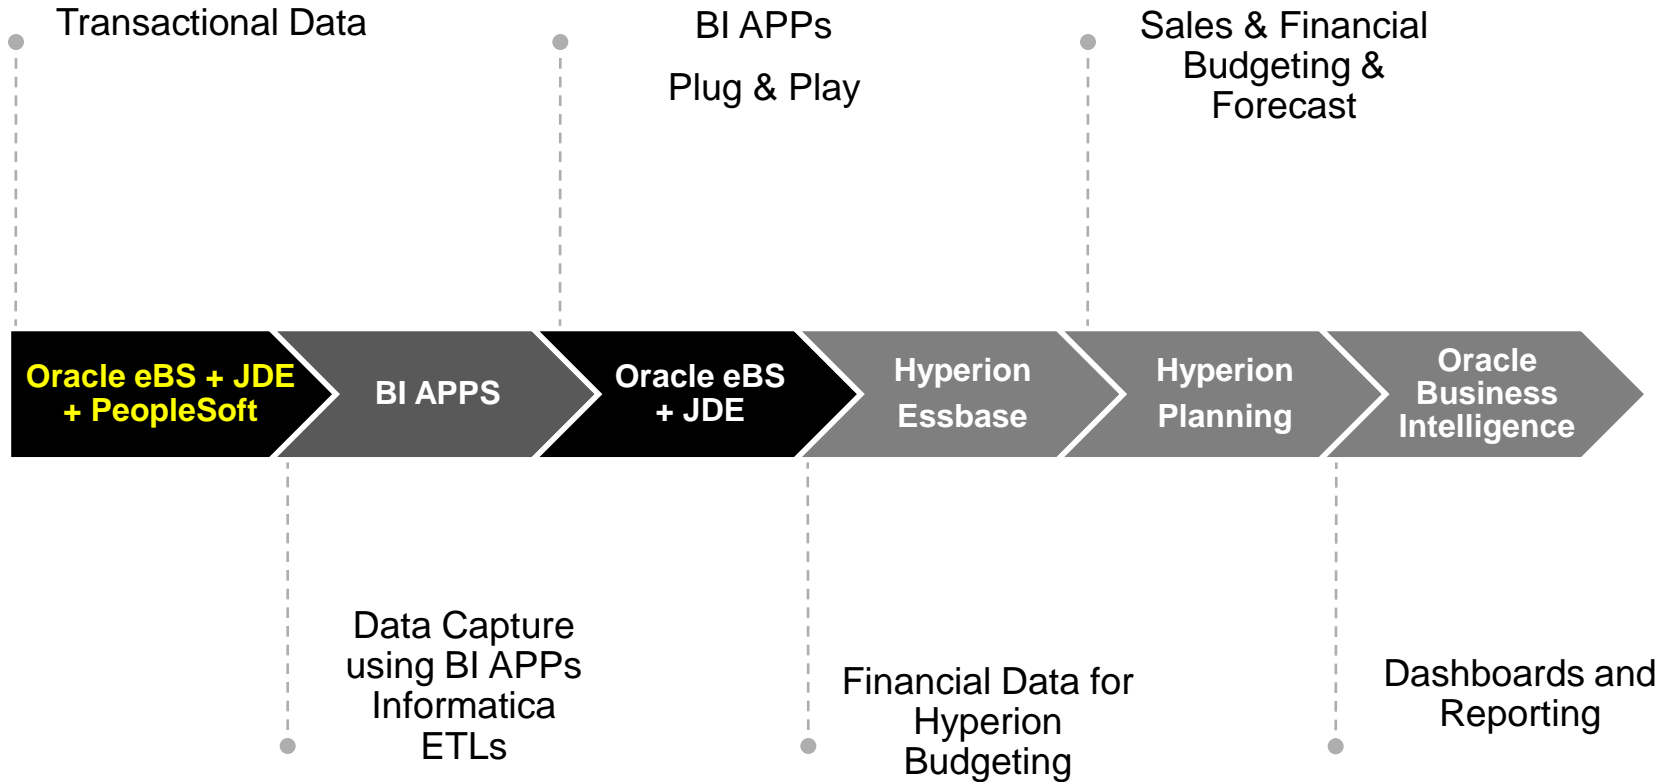 Transactional Data
BI APPs
Plug & Play
Sales & Financial
Budgeting &
Forecast
Oracle eBS + JDE
+ PeopleSoft
BI APPS
Oracle eBS
+ JDE
Hyperion
Essbase
Hyperion
Planning
Oracle
Business
Intelligence
Data Capture
using BI APPs
Informatica
ETLs
Financial Data for
Hyperion
Budgeting
Dashboards and
Reporting